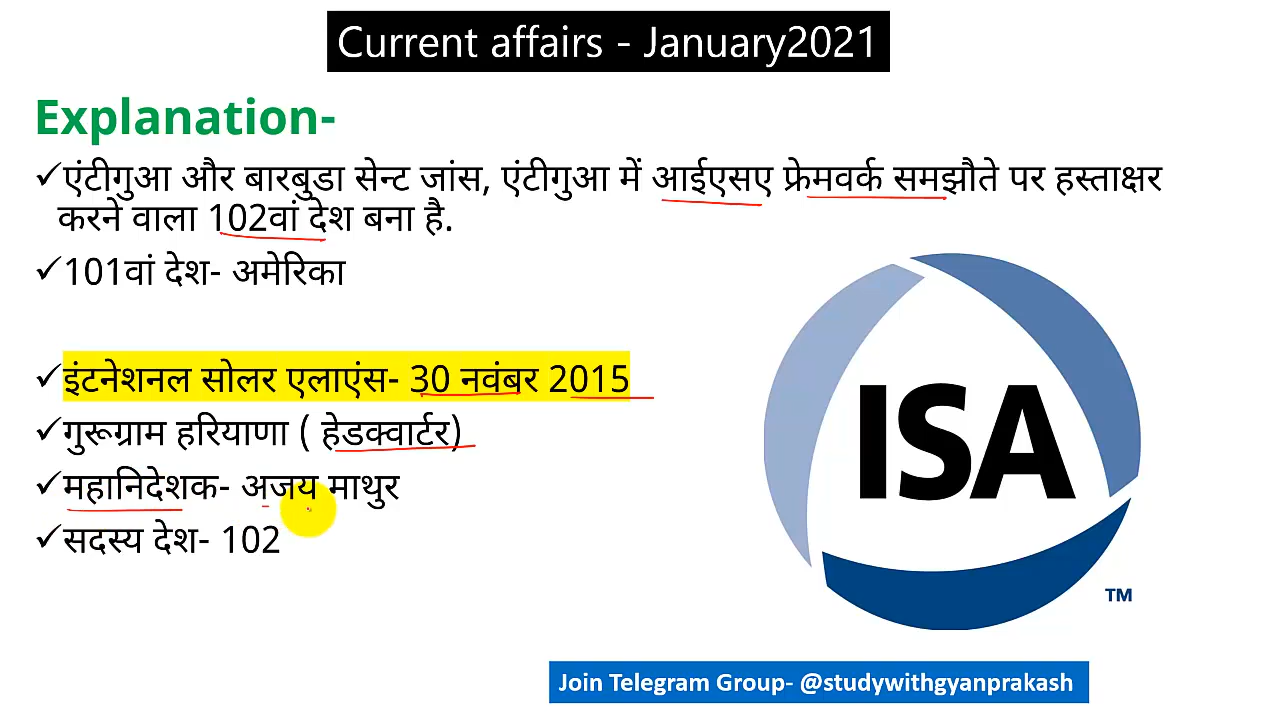 Current affairs - January2021
Explanation-
✓एंटीगुआ और बारबुडा सेन्ट जांस, एंटीगुआ में आईएसए फ्रेमवर्क समझौते पर हस्ताक्षर
करने वाला 102वां देश बना है.
✓101वां देश- अमेरिका
✓इंटनेशनल सोलर एलाएंस- 30 नवंबर 2015
✓गुरूग्राम हरियाणा ( हेडक्वार्टर)
✓महानिदेशक- अजय माथुर
✓सदस्य देश- 102
ISA
TM
Join Telegram Group- @studywithgyanprakash